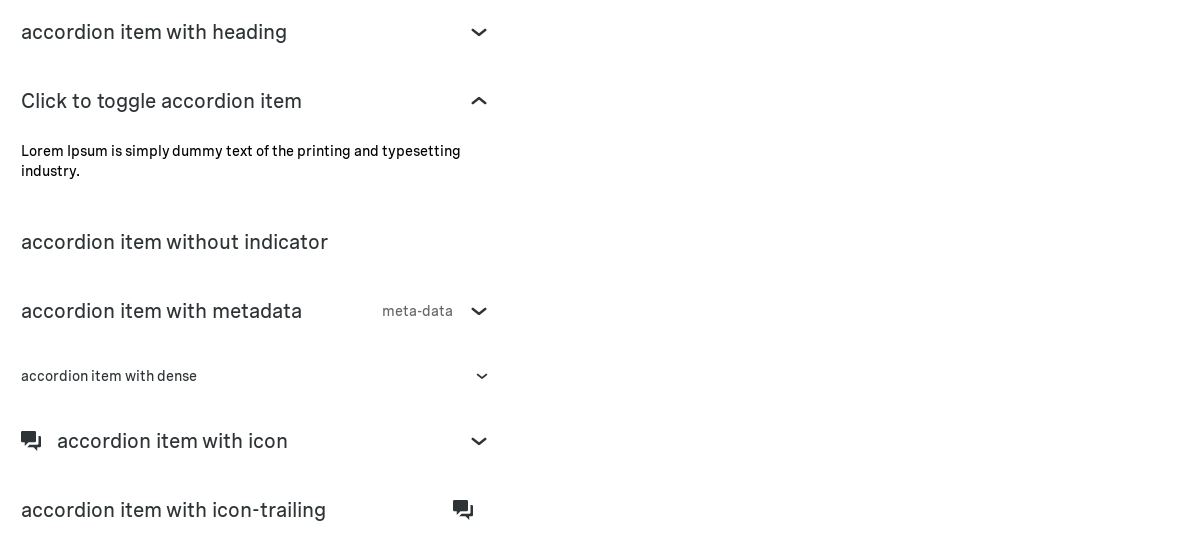 accordion item with heading
Click to toggle accordion item
Lorem Ipsum is simply dummy text of the printing and typesetting
industry.
accordion item without indicator
accordion item with metadata meta-data
accordion item with dense
accordion item with icon
accordion item with icon-trailing